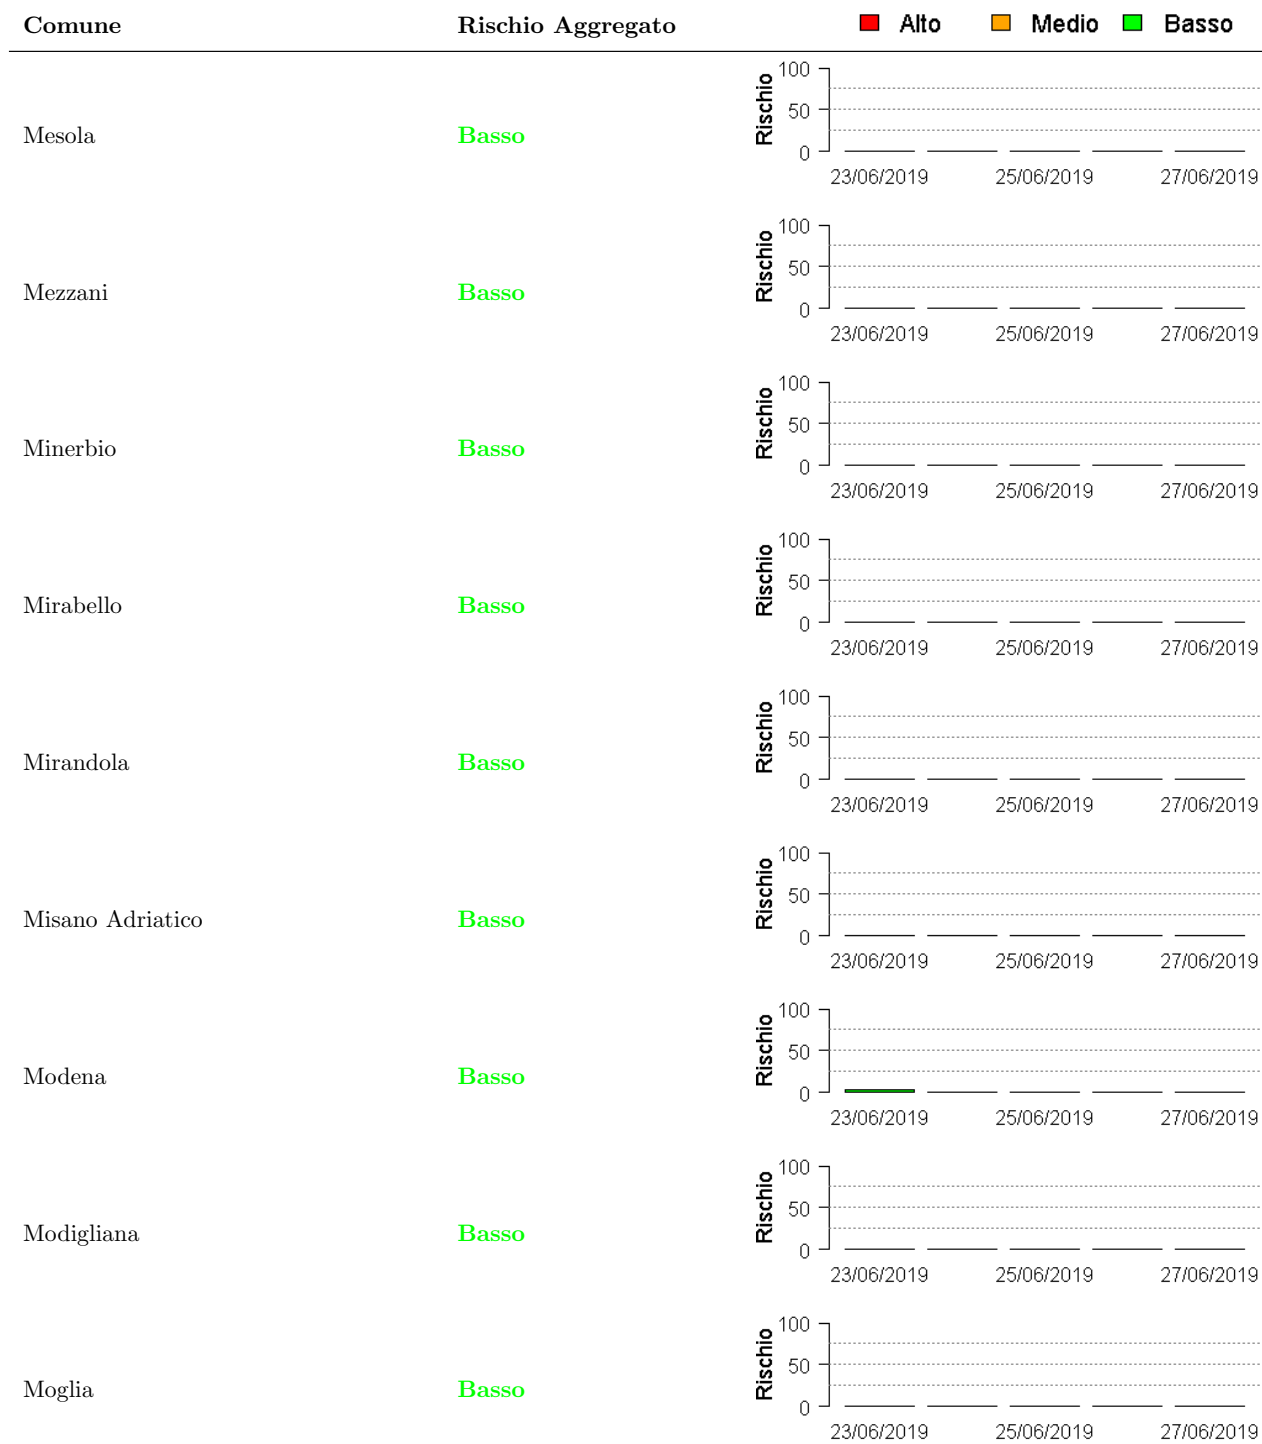 Comune Rischio Aggregato Alto Medio Basso
100
50
0
Rischio
Mesola Basso
23/06/2019 25/06/2019 27/06/2019
100
50
0
Rischio
Mezzani Basso
23/06/2019 25/06/2019 27/06/2019
100
50
0
Rischio
Minerbio Basso
23/06/2019 25/06/2019 27/06/2019
100
50
0
Rischio
Mirabello Basso
23/06/2019 25/06/2019 27/06/2019
100
50
0
Rischio
Mirandola Basso
23/06/2019 25/06/2019 27/06/2019
100
50
0
Rischio
Misano Adriatico Basso
23/06/2019 25/06/2019 27/06/2019
100
50
0
Rischio
Modena Basso
23/06/2019 25/06/2019 27/06/2019
100
50
0
Rischio
Modigliana Basso
23/06/2019 25/06/2019 27/06/2019
100
50
0
Rischio
Moglia Basso
23/06/2019 25/06/2019 27/06/2019